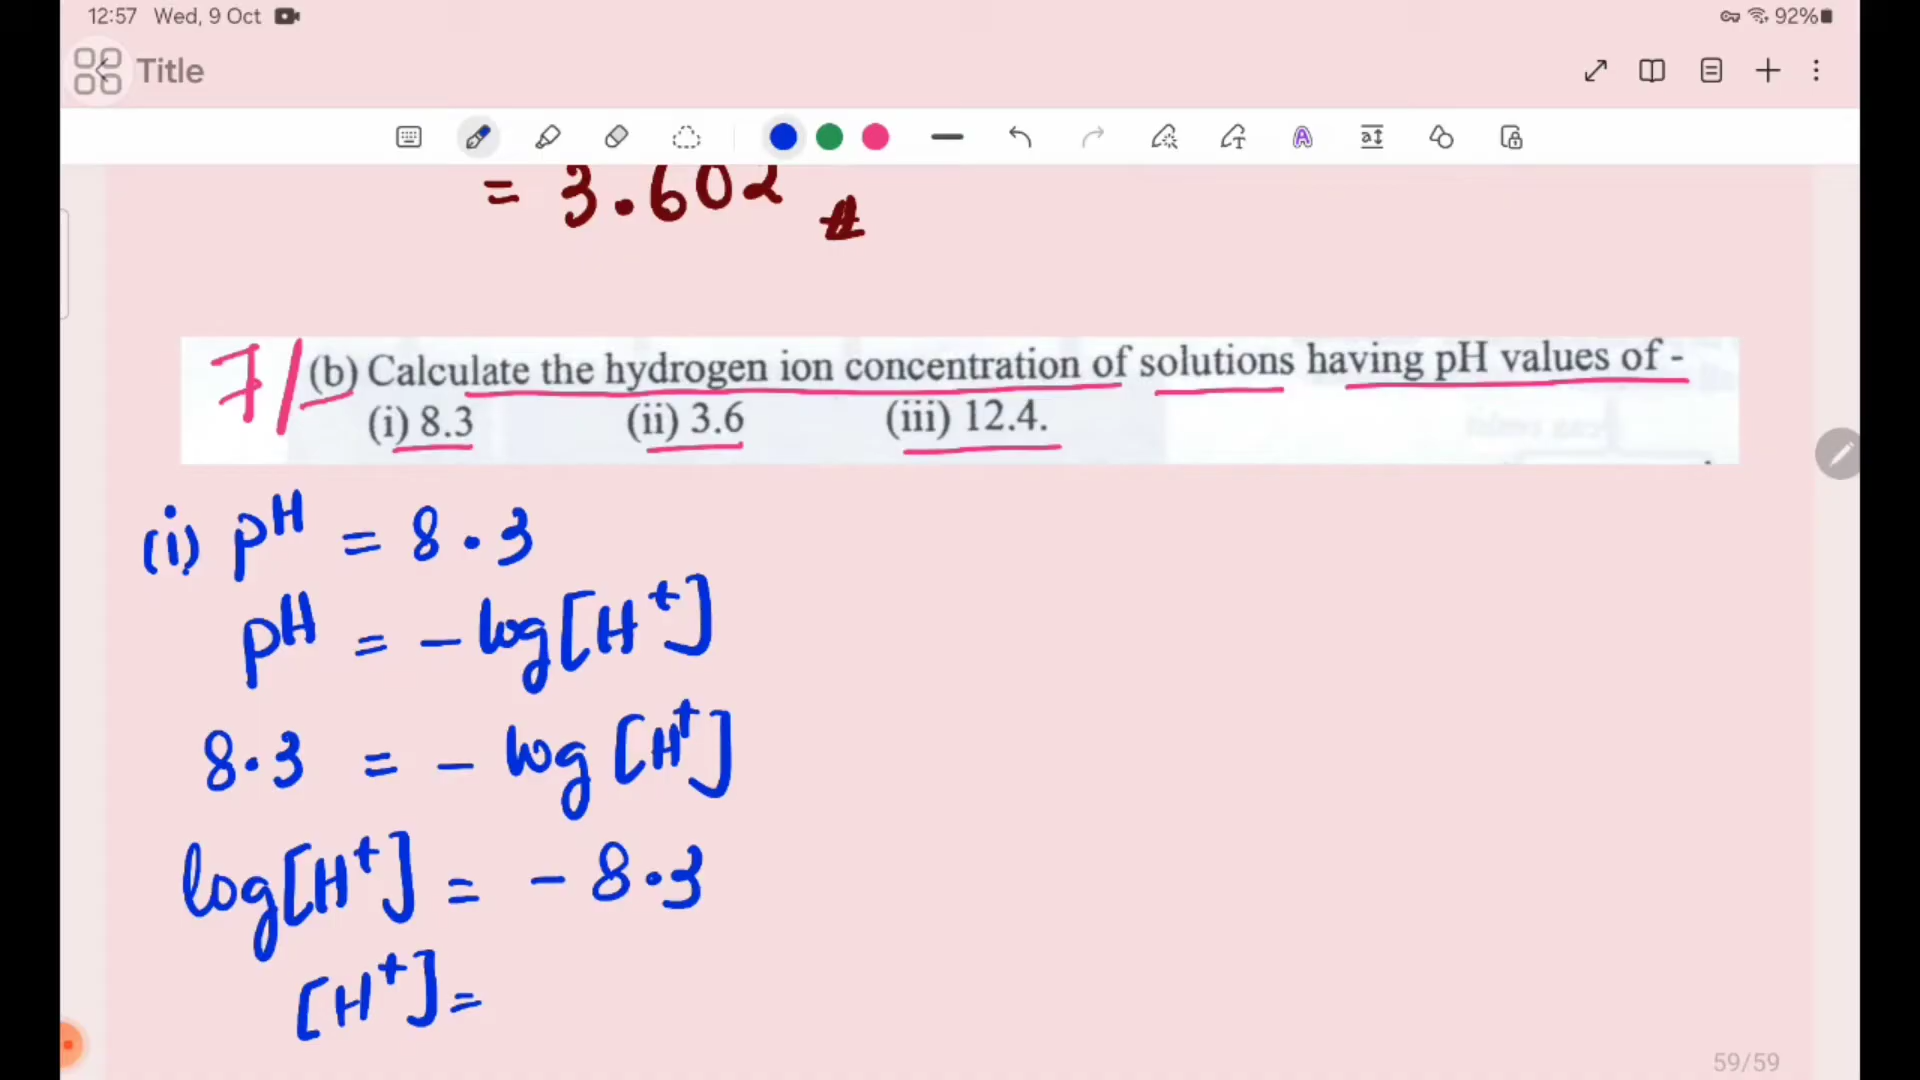 12:57 Wed, 9 Oct 92%
Title
= 3.602
7/ (b) Calculate the hydrogen ion concentration of solutions having pH values of -
(i) 8.3 (ii) 3.6 (iii) 12.4.
(i) pH = 8.3
pH = - log[H⁺]
8.3 = - log [H⁺]
log[H⁺] = - 8.3
[H⁺] =
59/59